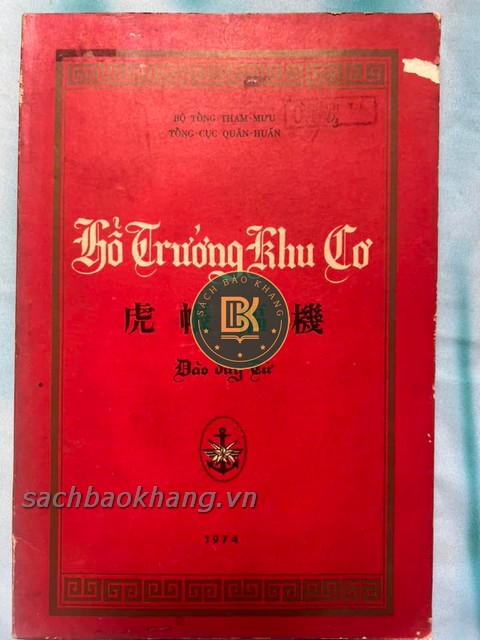 BỘ TỔNG THAM-MƯU
TỔNG-CỤC QUÂN-HUẤN
Hổ Trướng Khu Cơ
虎 機
SÁCH BẢO KHANG
BK
Đào Duy Từ
sachbaokhang.vn
1974